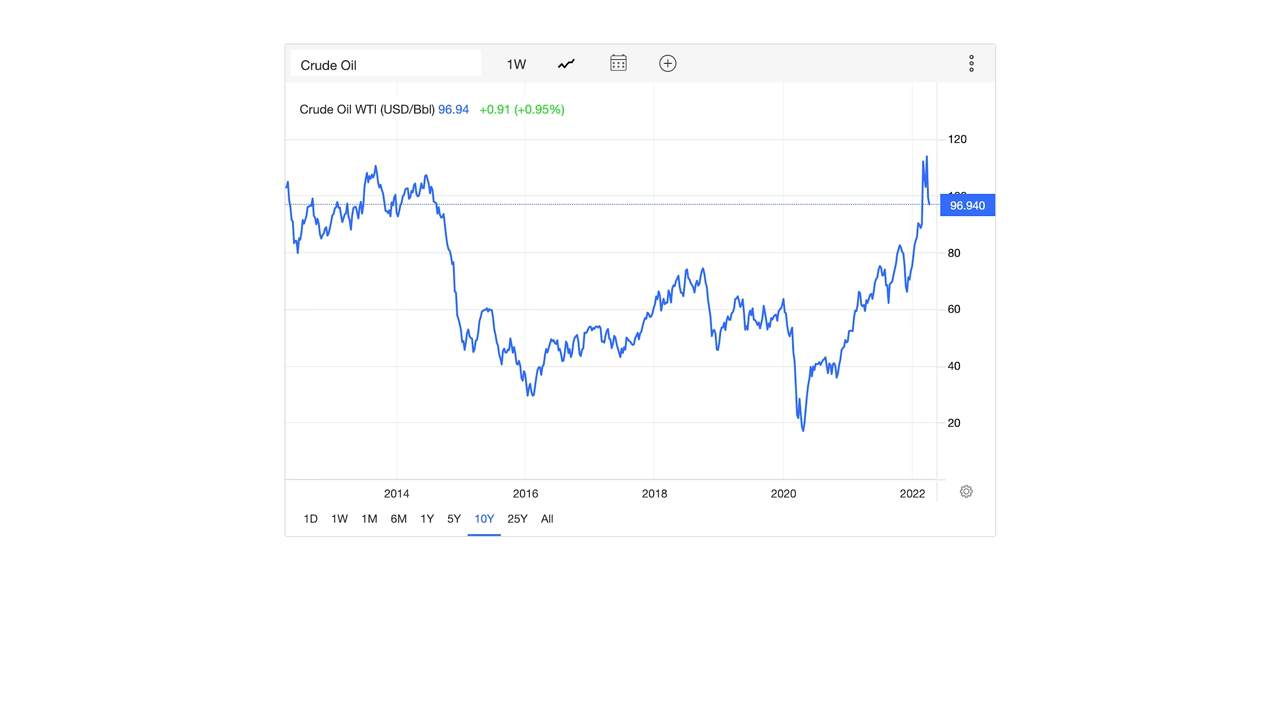 Crude Oil 1W
Crude Oil WTI (USD/Bbl) 96.94 +0.91 (+0.95%)
120
100
96.940
80
60
40
20
2014 2016 2018 2020 2022
1D 1W 1M 6M 1Y 5Y 10Y 25Y All